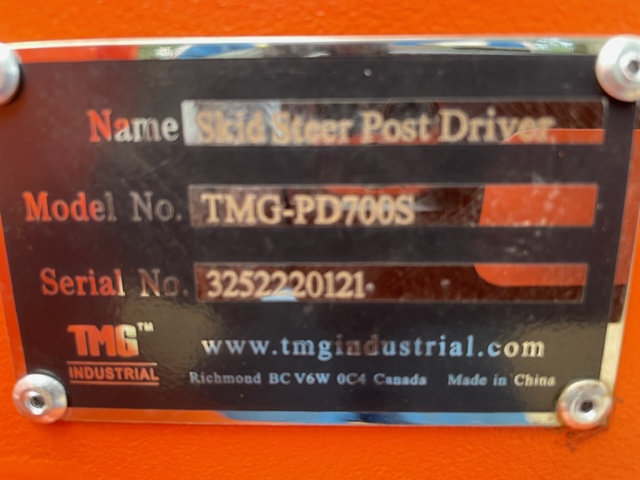 Name Skid Steer Post Driver
Model No. TMG-PD700S
Serial No. 3252220121
TMG™
INDUSTRIAL
www.tmgindustrial.com
Richmond BC V6W 0C4 Canada Made in China